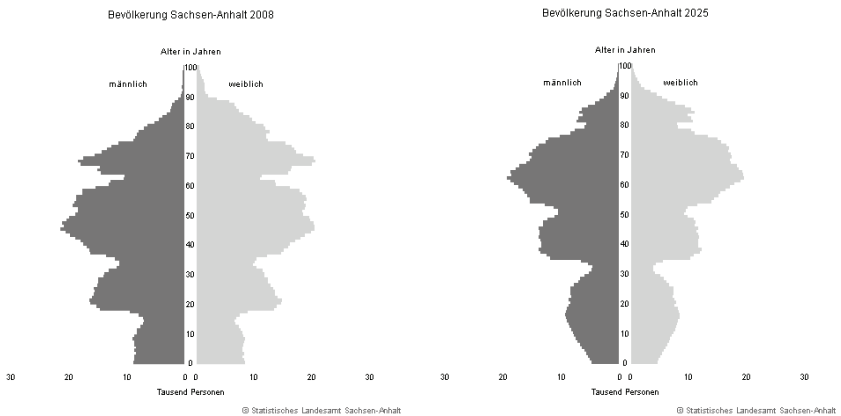 Bevölkerung Sachsen-Anhalt 2008
Alter in Jahren
100
männlich
weiblich
90
80
70
60
50
40
30
20
10
0
30 20 10 0 0 10 20 30
Tausend Personen
@ Statistisches Landesamt Sachsen-Anhalt
Bevölkerung Sachsen-Anhalt 2025
Alter in Jahren
100
männlich
weiblich
90
80
70
60
50
40
30
20
10
0
30 20 10 0 0 10 20 30
Tausend Personen
@ Statistisches Landesamt Sachsen-Anhalt